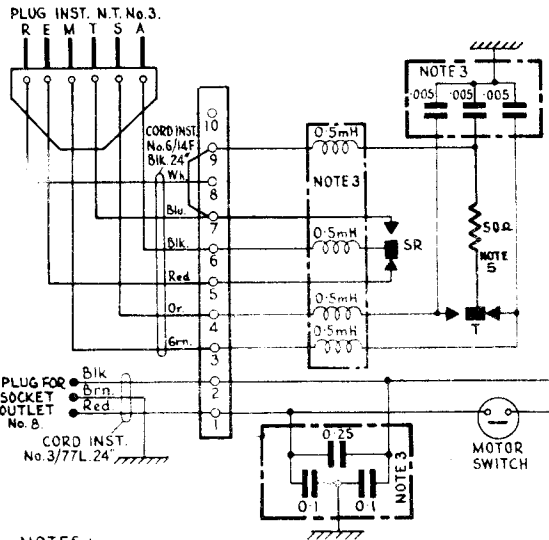 PLUG INST. N.T. No.3.
R E M T S A
NOTE 3
.005 .005 .005
10
CORD INST.
No.6/14F
Blk. 24"
0.5mH
9
Wh.
8
NOTE 3
Blu.
7
50Ω
NOTE
5
Blk.
6
0.5mH
SR
Red
5
0.5mH
Or.
4
T
0.5mH
Grn.
3
Blk
PLUG FOR
SOCKET
OUTLET
No. 8.
Brn.
2
Red
1
CORD INST.
No.3/77L.24"
0.25
NOTE 3
0.1 0.1
MOTOR
SWITCH
NOTES: